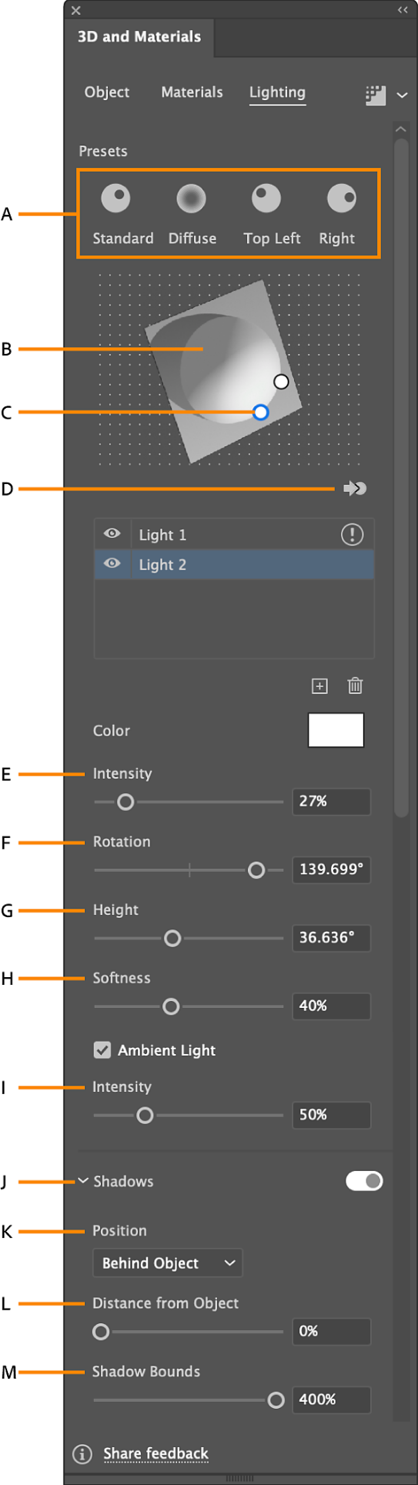 3D and Materials
Object Materials Lighting
Presets
A
Standard Diffuse Top Left Right
B
C
D
Light 1
Light 2
Color
E Intensity
27%
F Rotation
139.699°
G Height
36.636°
H Softness
40%
Ambient Light
I Intensity
50%
J Shadows
K Position
Behind Object
L Distance from Object
0%
M Shadow Bounds
400%
Share feedback